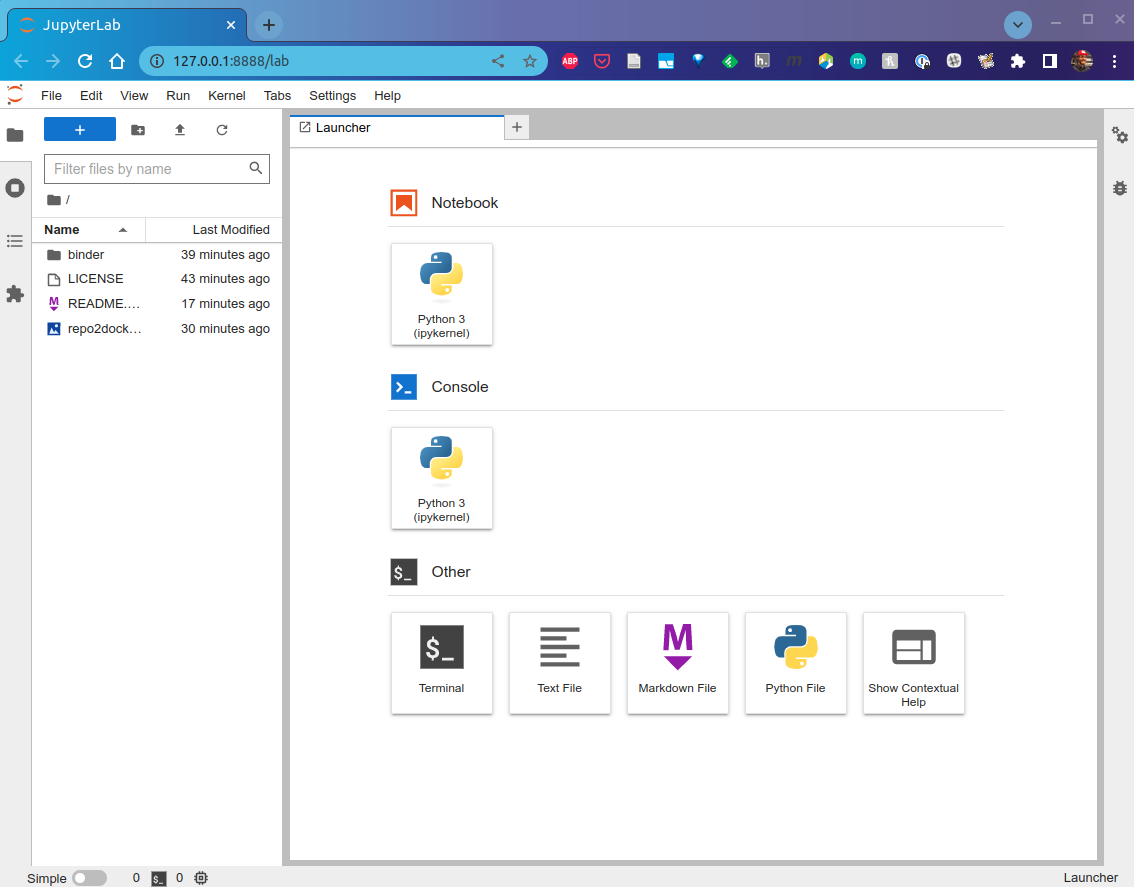 JupyterLab
127.0.0.1:8888/lab
ABP
h.
m
m
File Edit View Run Kernel Tabs Settings Help
Launcher
Filter files by name
/
Name Last Modified
binder 39 minutes ago
LICENSE 43 minutes ago
M README.… 17 minutes ago
repo2dock… 30 minutes ago
Notebook
Python 3
(ipykernel)
Console
Python 3
(ipykernel)
$_ Other
$_ M
Terminal Text File Markdown File Python File Show Contextual
Help
Simple 0 $_ 0 Launcher